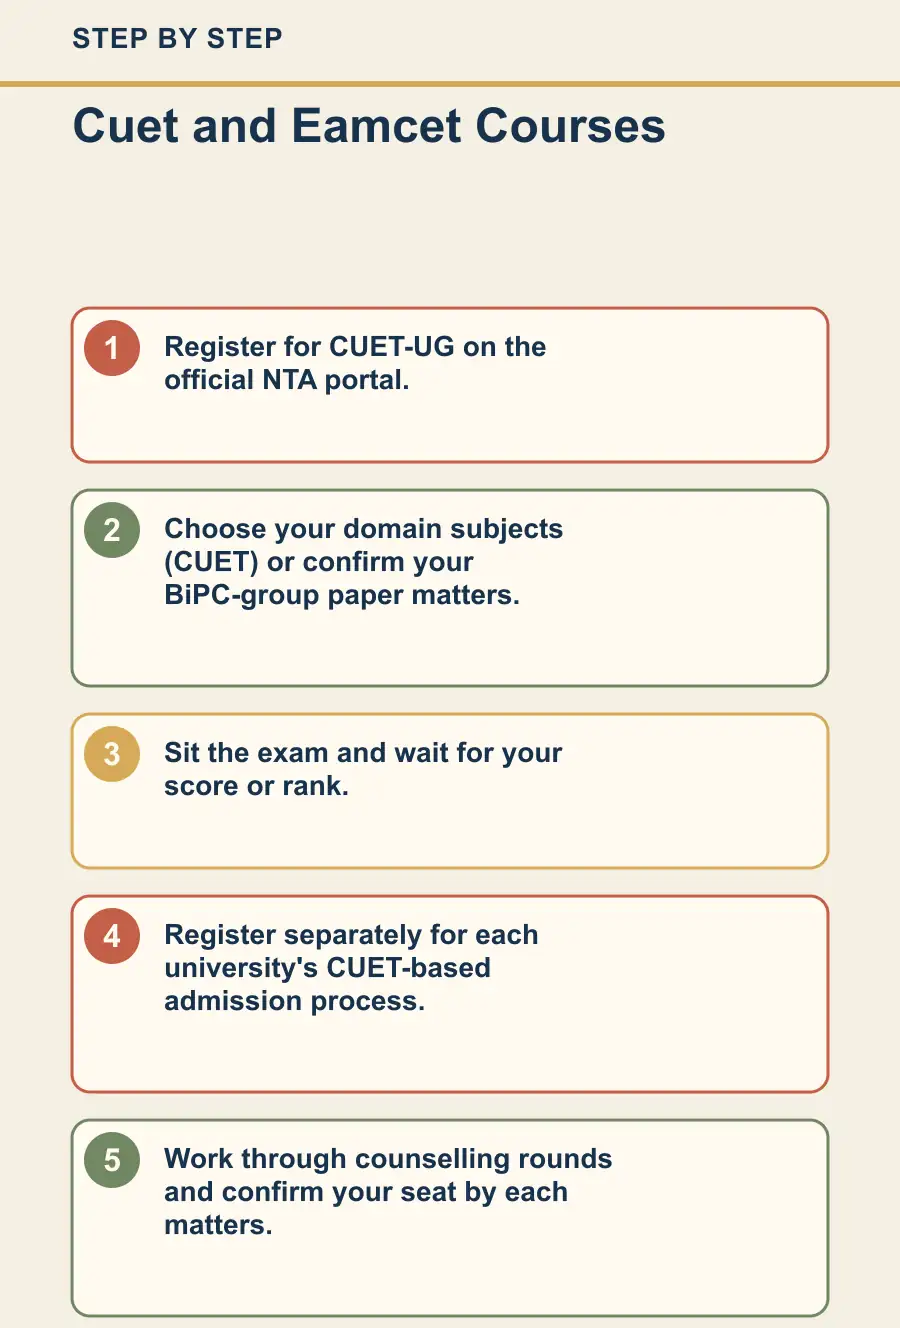 STEP BY STEP
Cuet and Eamcet Courses
1
Register for CUET-UG on the
official NTA portal.
2
Choose your domain subjects
(CUET) or confirm your
BiPC-group paper matters.
3
Sit the exam and wait for your
score or rank.
4
Register separately for each
university's CUET-based
admission process.
5
Work through counselling rounds
and confirm your seat by each
matters.